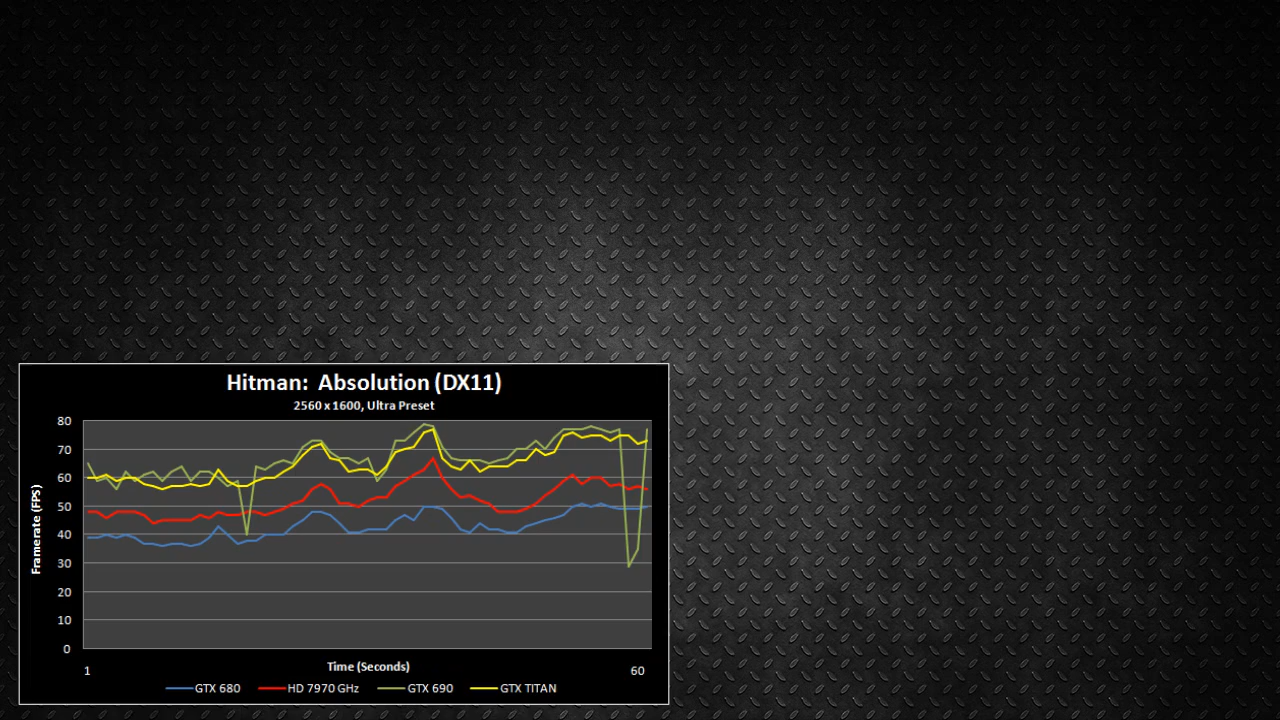 Hitman: Absolution (DX11)
2560 x 1600, Ultra Preset
80
70
60
50
40
30
20
10
0
Framerate (FPS)
1
60
Time (Seconds)
GTX 680
HD 7970 GHz
GTX 690
GTX TITAN